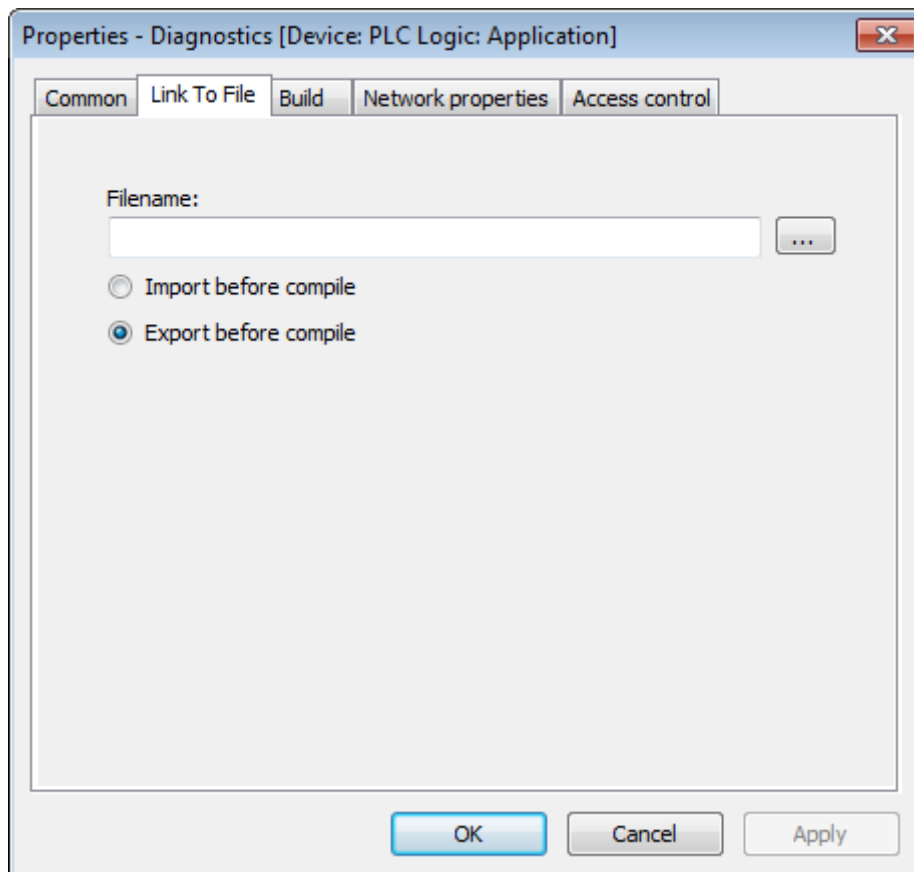 Properties - Diagnostics [Device: PLC Logic: Application]
Common Link To File Build Network properties Access control
Filename:
...
Import before compile
Export before compile
OK Cancel Apply